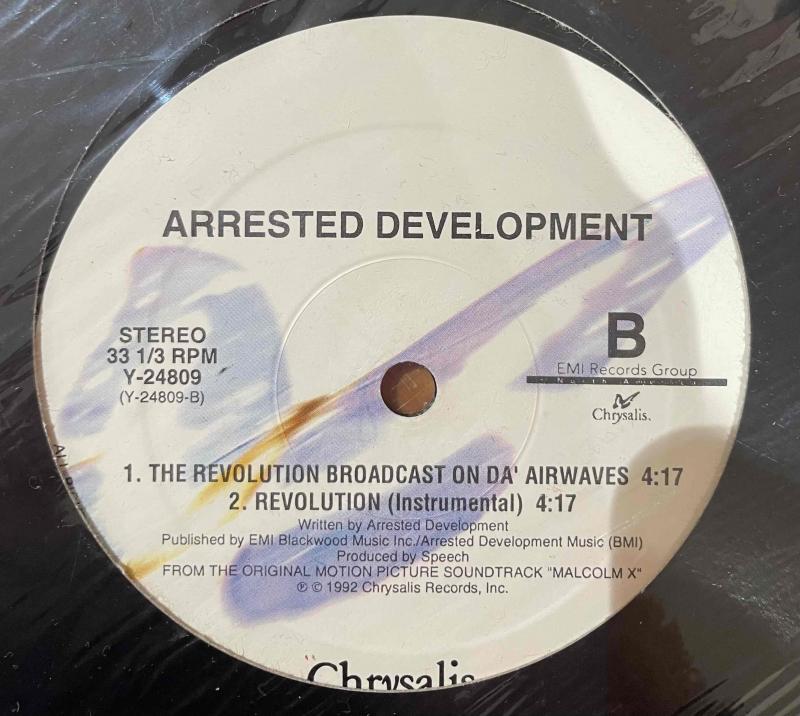 ARRESTED DEVELOPMENT
STEREO
33 1/3 RPM
Y-24809
(Y-24809-B)
B
EMI Records Group
North America
Chrysalis.
1. THE REVOLUTION BROADCAST ON DA' AIRWAVES 4:17
2. REVOLUTION (Instrumental) 4:17
Written by Arrested Development
Published by EMI Blackwood Music Inc./Arrested Development Music (BMI)
Produced by Speech
FROM THE ORIGINAL MOTION PICTURE SOUNDTRACK "MALCOLM X"
℗ © 1992 Chrysalis Records, Inc.
Chrysalis